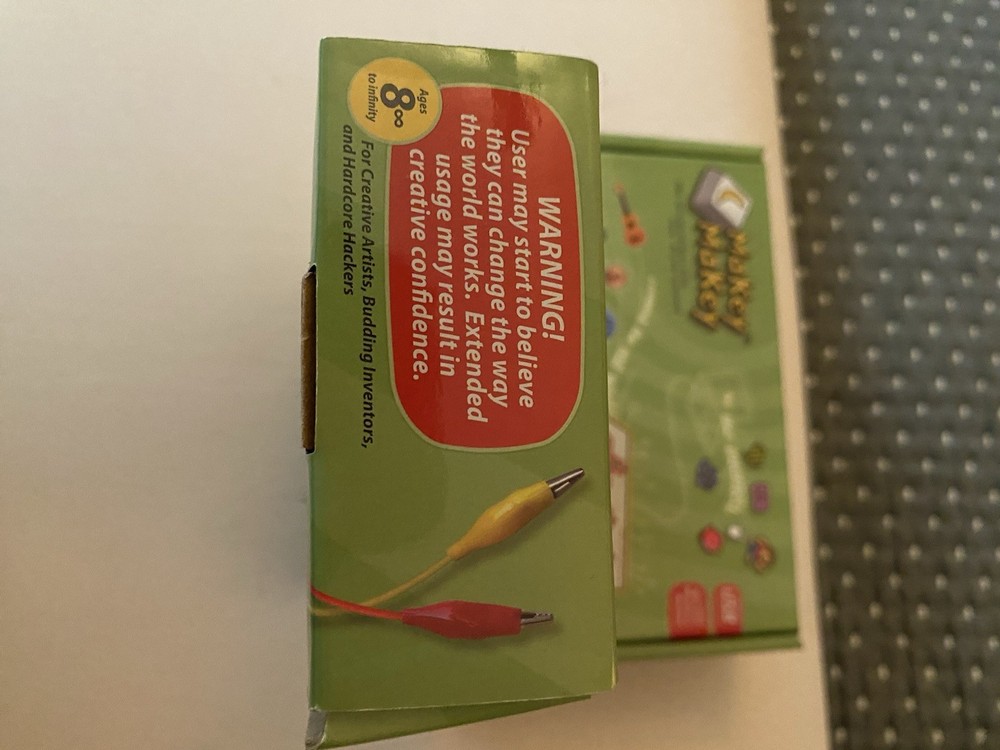 WARNING!
User may start to believe
they can change the way
the world works. Extended
usage may result in
creative confidence.
Ages
8∞
to infinity
For Creative Artists, Budding Inventors,
and Hardcore Hackers
MaKey
MaKey